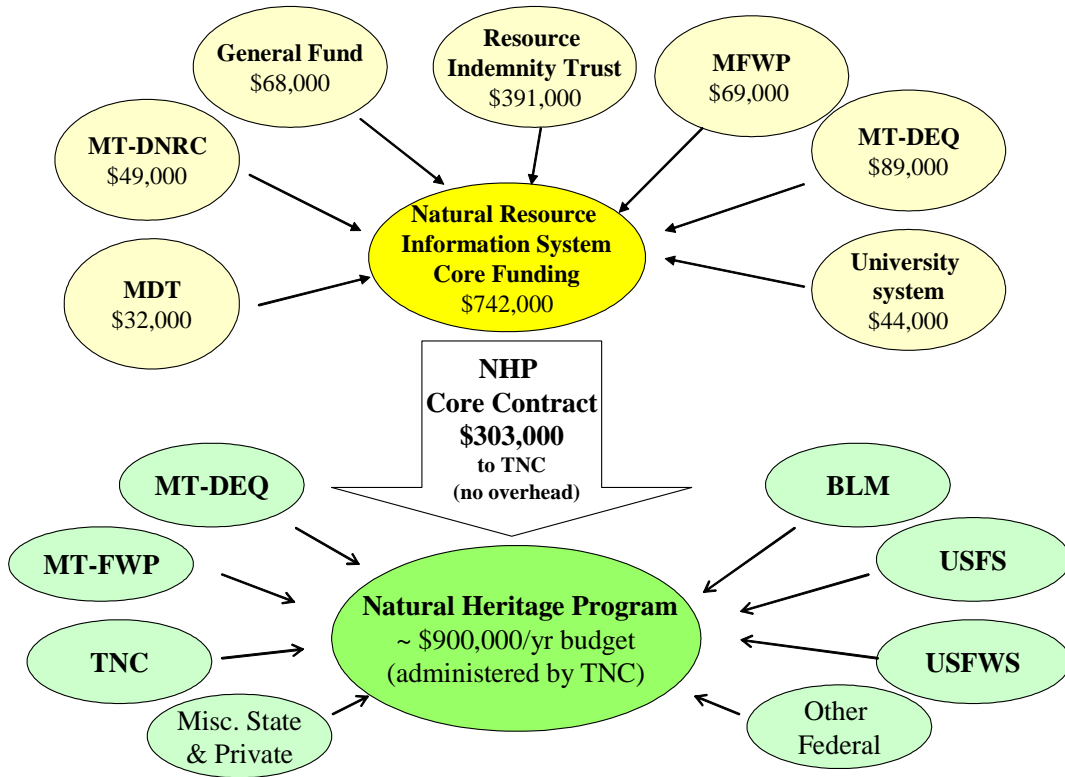 General Fund
$68,000
Resource
Indemnity Trust
$391,000
MFWP
$69,000
MT-DNRC
$49,000
MT-DEQ
$89,000
MDT
$32,000
Natural Resource
Information System
Core Funding
$742,000
University
system
$44,000
NHP
Core Contract
$303,000
to TNC
(no overhead)
MT-DEQ
BLM
MT-FWP
USFS
TNC
Natural Heritage Program
~ $900,000/yr budget
(administered by TNC)
USFWS
Misc. State
& Private
Other
Federal